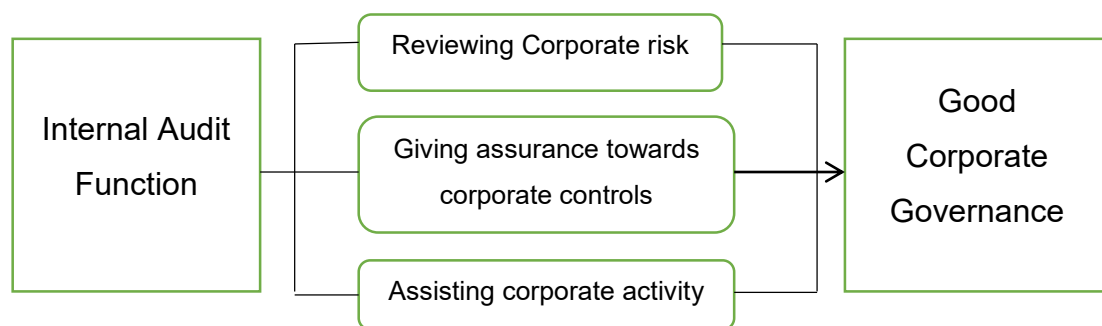 Internal Audit
Function
Reviewing Corporate risk
Giving assurance towards
corporate controls
Assisting corporate activity
Good
Corporate
Governance